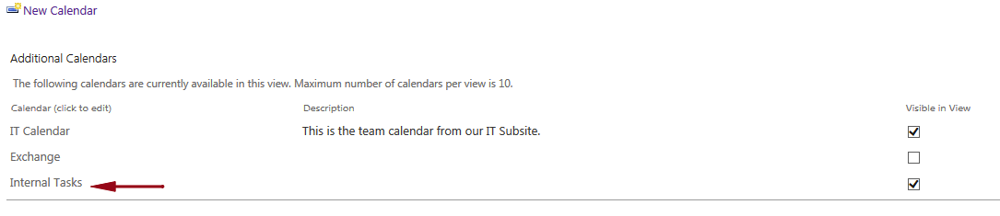 New Calendar
Additional Calendars
The following calendars are currently available in this view. Maximum number of calendars per view is 10.
Calendar (click to edit) Description Visible in View
IT Calendar This is the team calendar from our IT Subsite.
Exchange
Internal Tasks